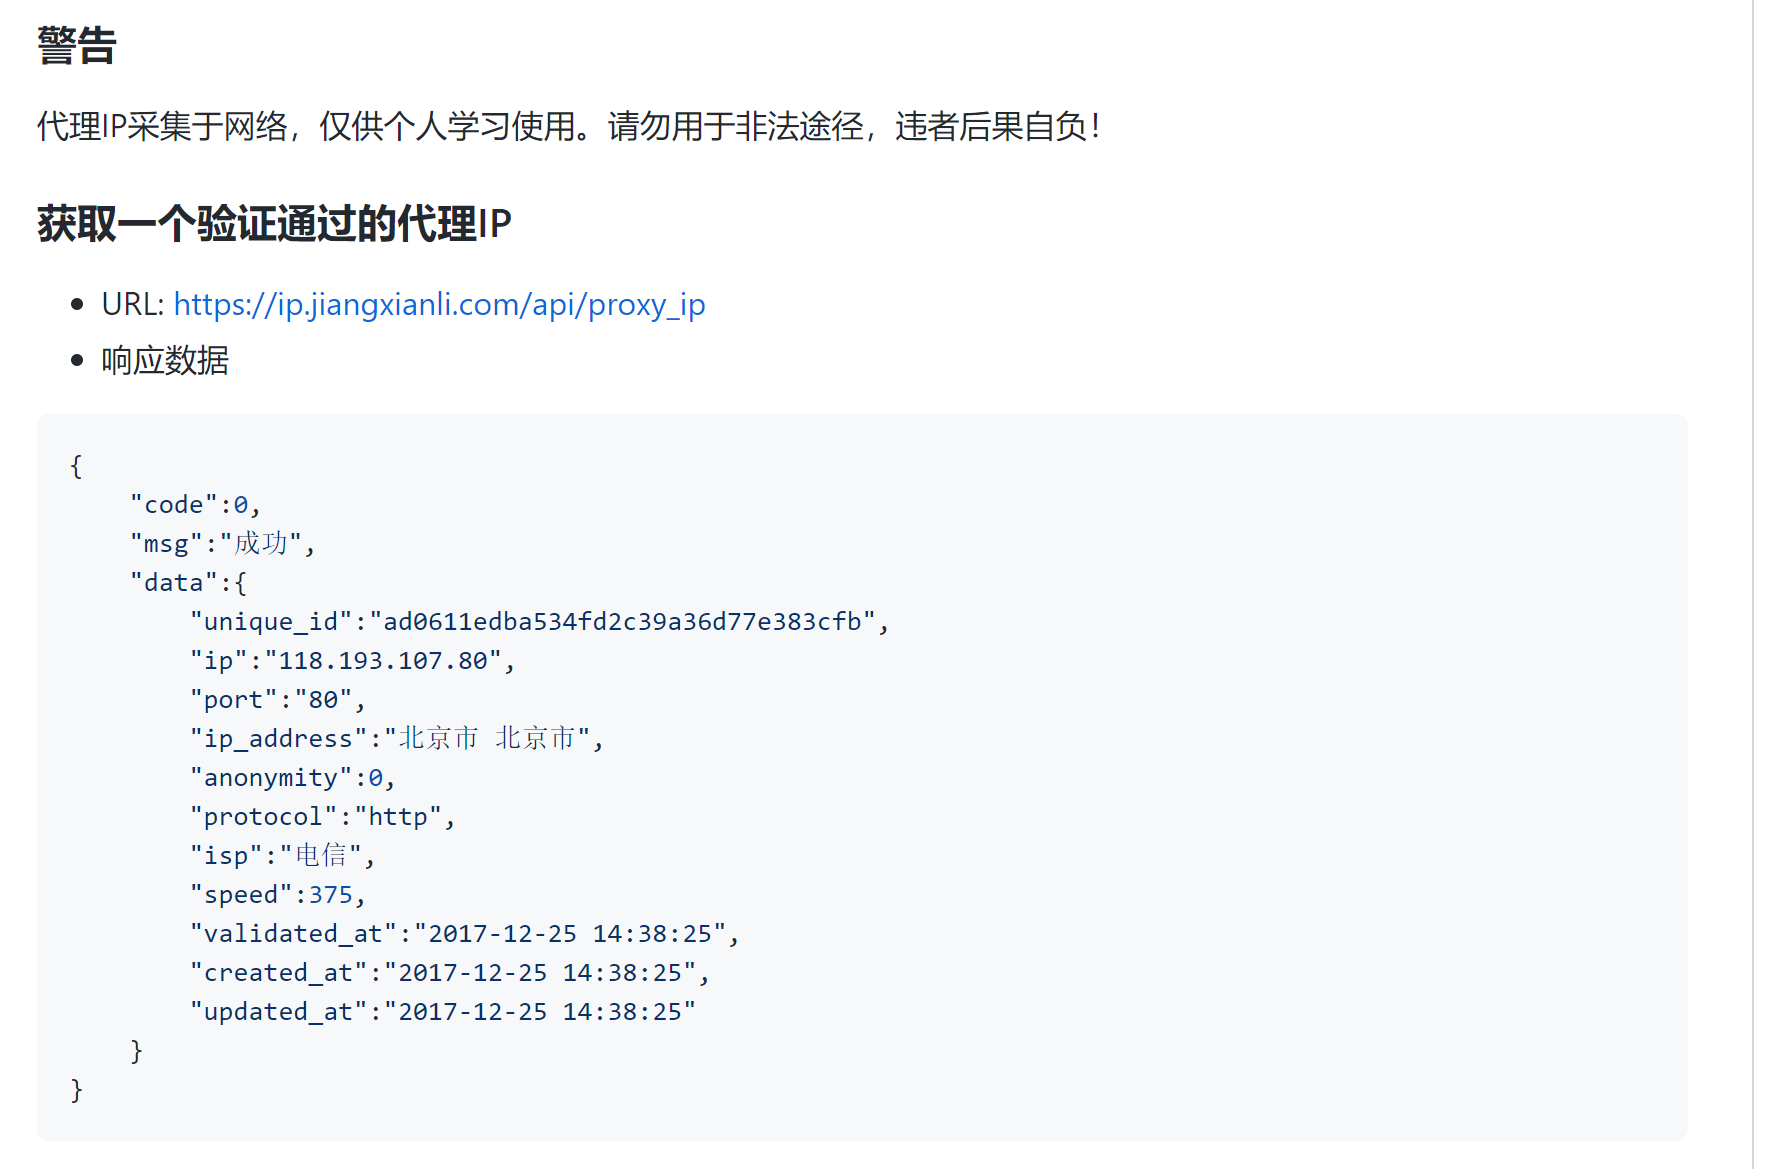 警告
代理IP采集于网络，仅供个人学习使用。请勿用于非法途径，违者后果自负！
获取一个验证通过的代理IP
• URL: https://ip.jiangxianli.com/api/proxy_ip
• 响应数据
{
    "code":0,
    "msg":"成功",
    "data":{
        "unique_id":"ad0611edba534fd2c39a36d77e383cfb",
        "ip":"118.193.107.80",
        "port":"80",
        "ip_address":"北京市 北京市",
        "anonymity":0,
        "protocol":"http",
        "isp":"电信",
        "speed":375,
        "validated_at":"2017-12-25 14:38:25",
        "created_at":"2017-12-25 14:38:25",
        "updated_at":"2017-12-25 14:38:25"
    }
}